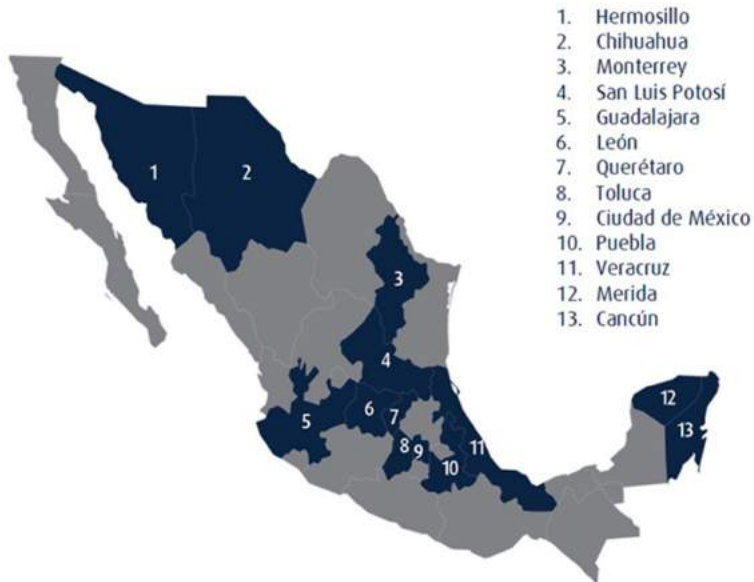 1. Hermosillo
2. Chihuahua
3. Monterrey
4. San Luis Potosí
5. Guadalajara
6. León
7. Querétaro
8. Toluca
9. Ciudad de México
10. Puebla
11. Veracruz
12. Merida
13. Cancún
1
2
3
4
5
6
7
8
9
10
11
12
13